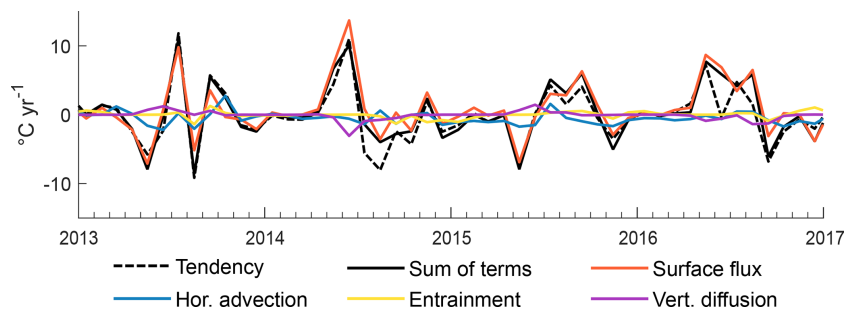 10
0
-10
°C yr⁻¹
2013 2014 2015 2016 2017
Tendency Sum of terms Surface flux
Hor. advection Entrainment Vert. diffusion